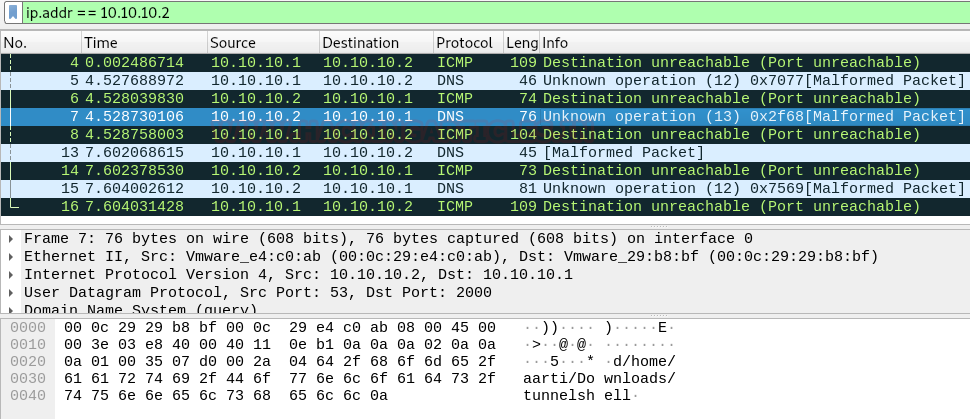 ip.addr == 10.10.10.2
No. Time Source Destination Protocol Leng Info
4 0.002486714 10.10.10.1 10.10.10.2 ICMP 109 Destination unreachable (Port unreachable)
5 4.527688972 10.10.10.1 10.10.10.2 DNS 46 Unknown operation (12) 0x7077[Malformed Packet]
6 4.528039830 10.10.10.2 10.10.10.1 ICMP 74 Destination unreachable (Port unreachable)
7 4.528730106 10.10.10.2 10.10.10.1 DNS 76 Unknown operation (13) 0x2f68[Malformed Packet]
8 4.528758003 10.10.10.1 10.10.10.2 ICMP 104 Destination unreachable (Port unreachable)
13 7.602068615 10.10.10.1 10.10.10.2 DNS 45 [Malformed Packet]
14 7.602378530 10.10.10.2 10.10.10.1 ICMP 73 Destination unreachable (Port unreachable)
15 7.604002612 10.10.10.2 10.10.10.1 DNS 81 Unknown operation (12) 0x7569[Malformed Packet]
16 7.604031428 10.10.10.1 10.10.10.2 ICMP 109 Destination unreachable (Port unreachable)
Frame 7: 76 bytes on wire (608 bits), 76 bytes captured (608 bits) on interface 0
Ethernet II, Src: Vmware_e4:c0:ab (00:0c:29:e4:c0:ab), Dst: Vmware_29:b8:bf (00:0c:29:29:b8:bf)
Internet Protocol Version 4, Src: 10.10.10.2, Dst: 10.10.10.1
User Datagram Protocol, Src Port: 53, Dst Port: 2000
Domain Name System (query)
0000 00 0c 29 29 b8 bf 00 0c 29 e4 c0 ab 08 00 45 00 ··))···· )·····E·
0010 00 3e 03 e8 40 00 40 11 0e b1 0a 0a 0a 02 0a 0a ·>··@·@· ········
0020 0a 01 00 35 07 d0 00 2a 04 64 2f 68 6f 6d 65 2f ···5···* ·d/home/
0030 61 61 72 74 69 2f 44 6f 77 6e 6c 6f 61 64 73 2f aarti/Do wnloads/
0040 74 75 6e 6e 65 6c 73 68 65 6c 6c 0a tunnelsh ell·